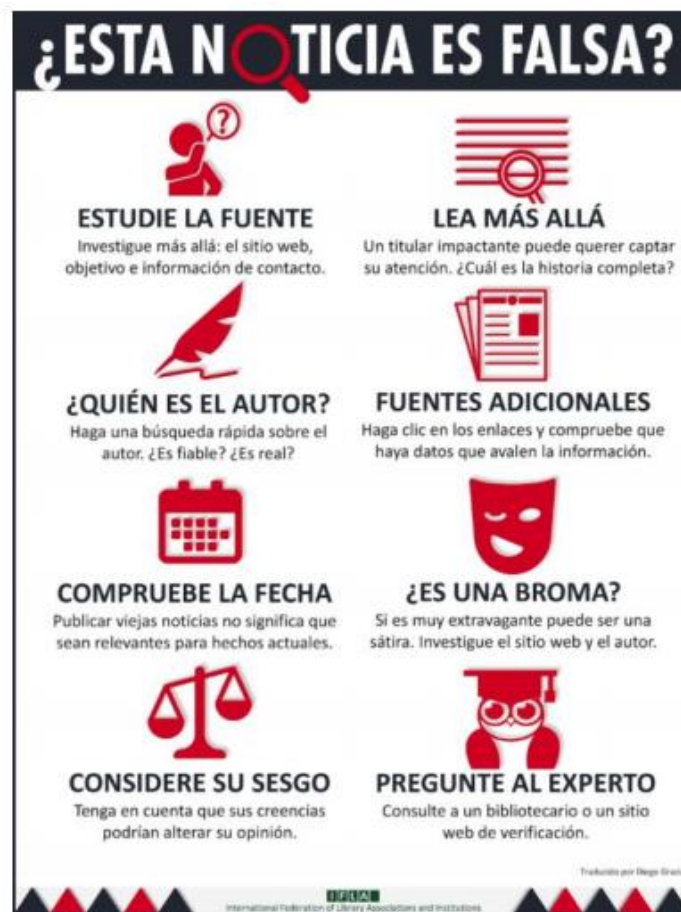 ¿ESTA NOTICIA ES FALSA?
?
ESTUDIE LA FUENTE
Investigue más allá: el sitio web,
objetivo e información de contacto.
LEA MÁS ALLÁ
Un titular impactante puede querer captar
su atención. ¿Cuál es la historia completa?
¿QUIÉN ES EL AUTOR?
Haga una búsqueda rápida sobre el
autor. ¿Es fiable? ¿Es real?
FUENTES ADICIONALES
Haga clic en los enlaces y compruebe que
haya datos que avalen la información.
COMPRUEBE LA FECHA
Publicar viejas noticias no significa que
sean relevantes para hechos actuales.
¿ES UNA BROMA?
Si es muy extravagante puede ser una
sátira. Investigue el sitio web y el autor.
CONSIDERE SU SESGO
Tenga en cuenta que sus creencias
podrían alterar su opinión.
PREGUNTE AL EXPERTO
Consulte a un bibliotecario o un sitio
web de verificación.
Traducido por Diego
IFLA
International Federation of Library Associations and Institutions